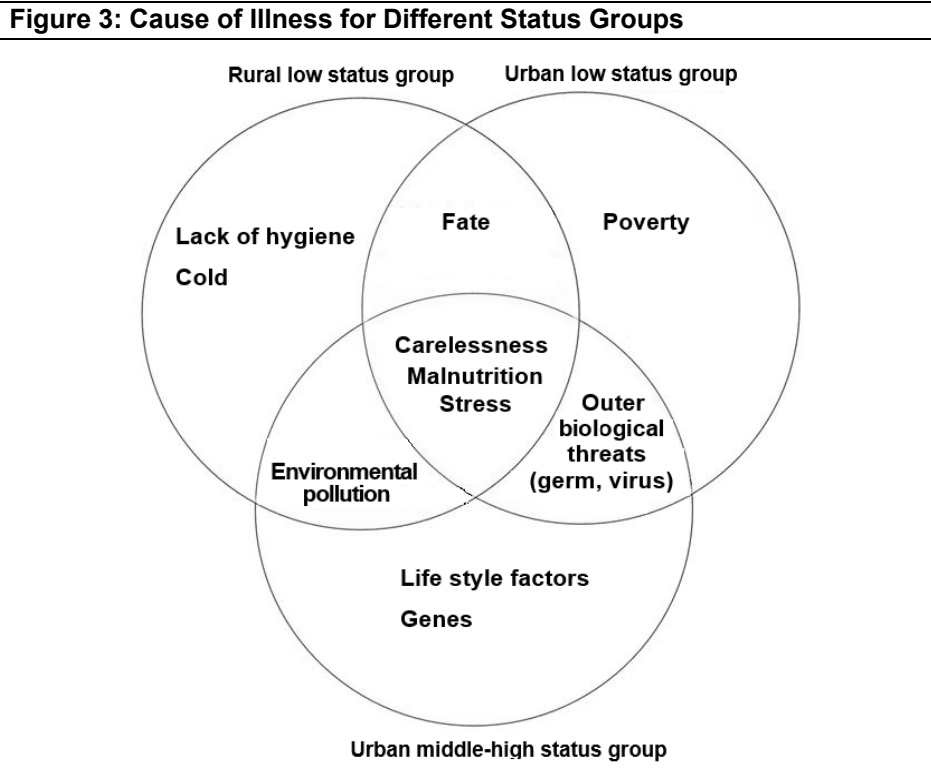 Figure 3: Cause of Illness for Different Status Groups
Rural low status group
Urban low status group
Lack of hygiene
Cold
Fate
Poverty
Carelessness
Malnutrition
Stress
Environmental
pollution
Outer
biological
threats
(germ, virus)
Life style factors
Genes
Urban middle-high status group